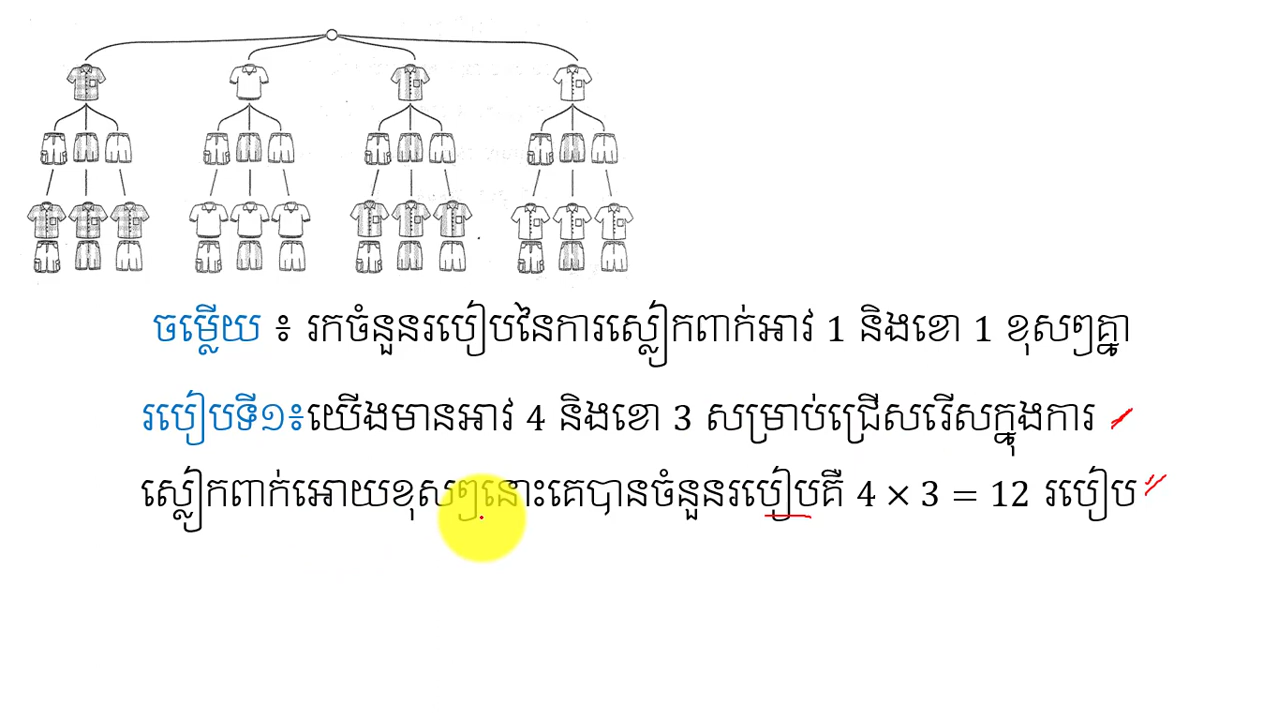 ចម្លើយ ៖ រកចំនួនរបៀបនៃការស្លៀកពាក់អាវ 1 និងខោ 1 ខុសៗគ្នា
របៀបទី១៖យើងមានអាវ 4 និងខោ 3 សម្រាប់ជ្រើសរើសក្នុងការ
ស្លៀកពាក់អោយខុសៗនោះគេបានចំនួនរបៀបគឺ 4 × 3 = 12 របៀប